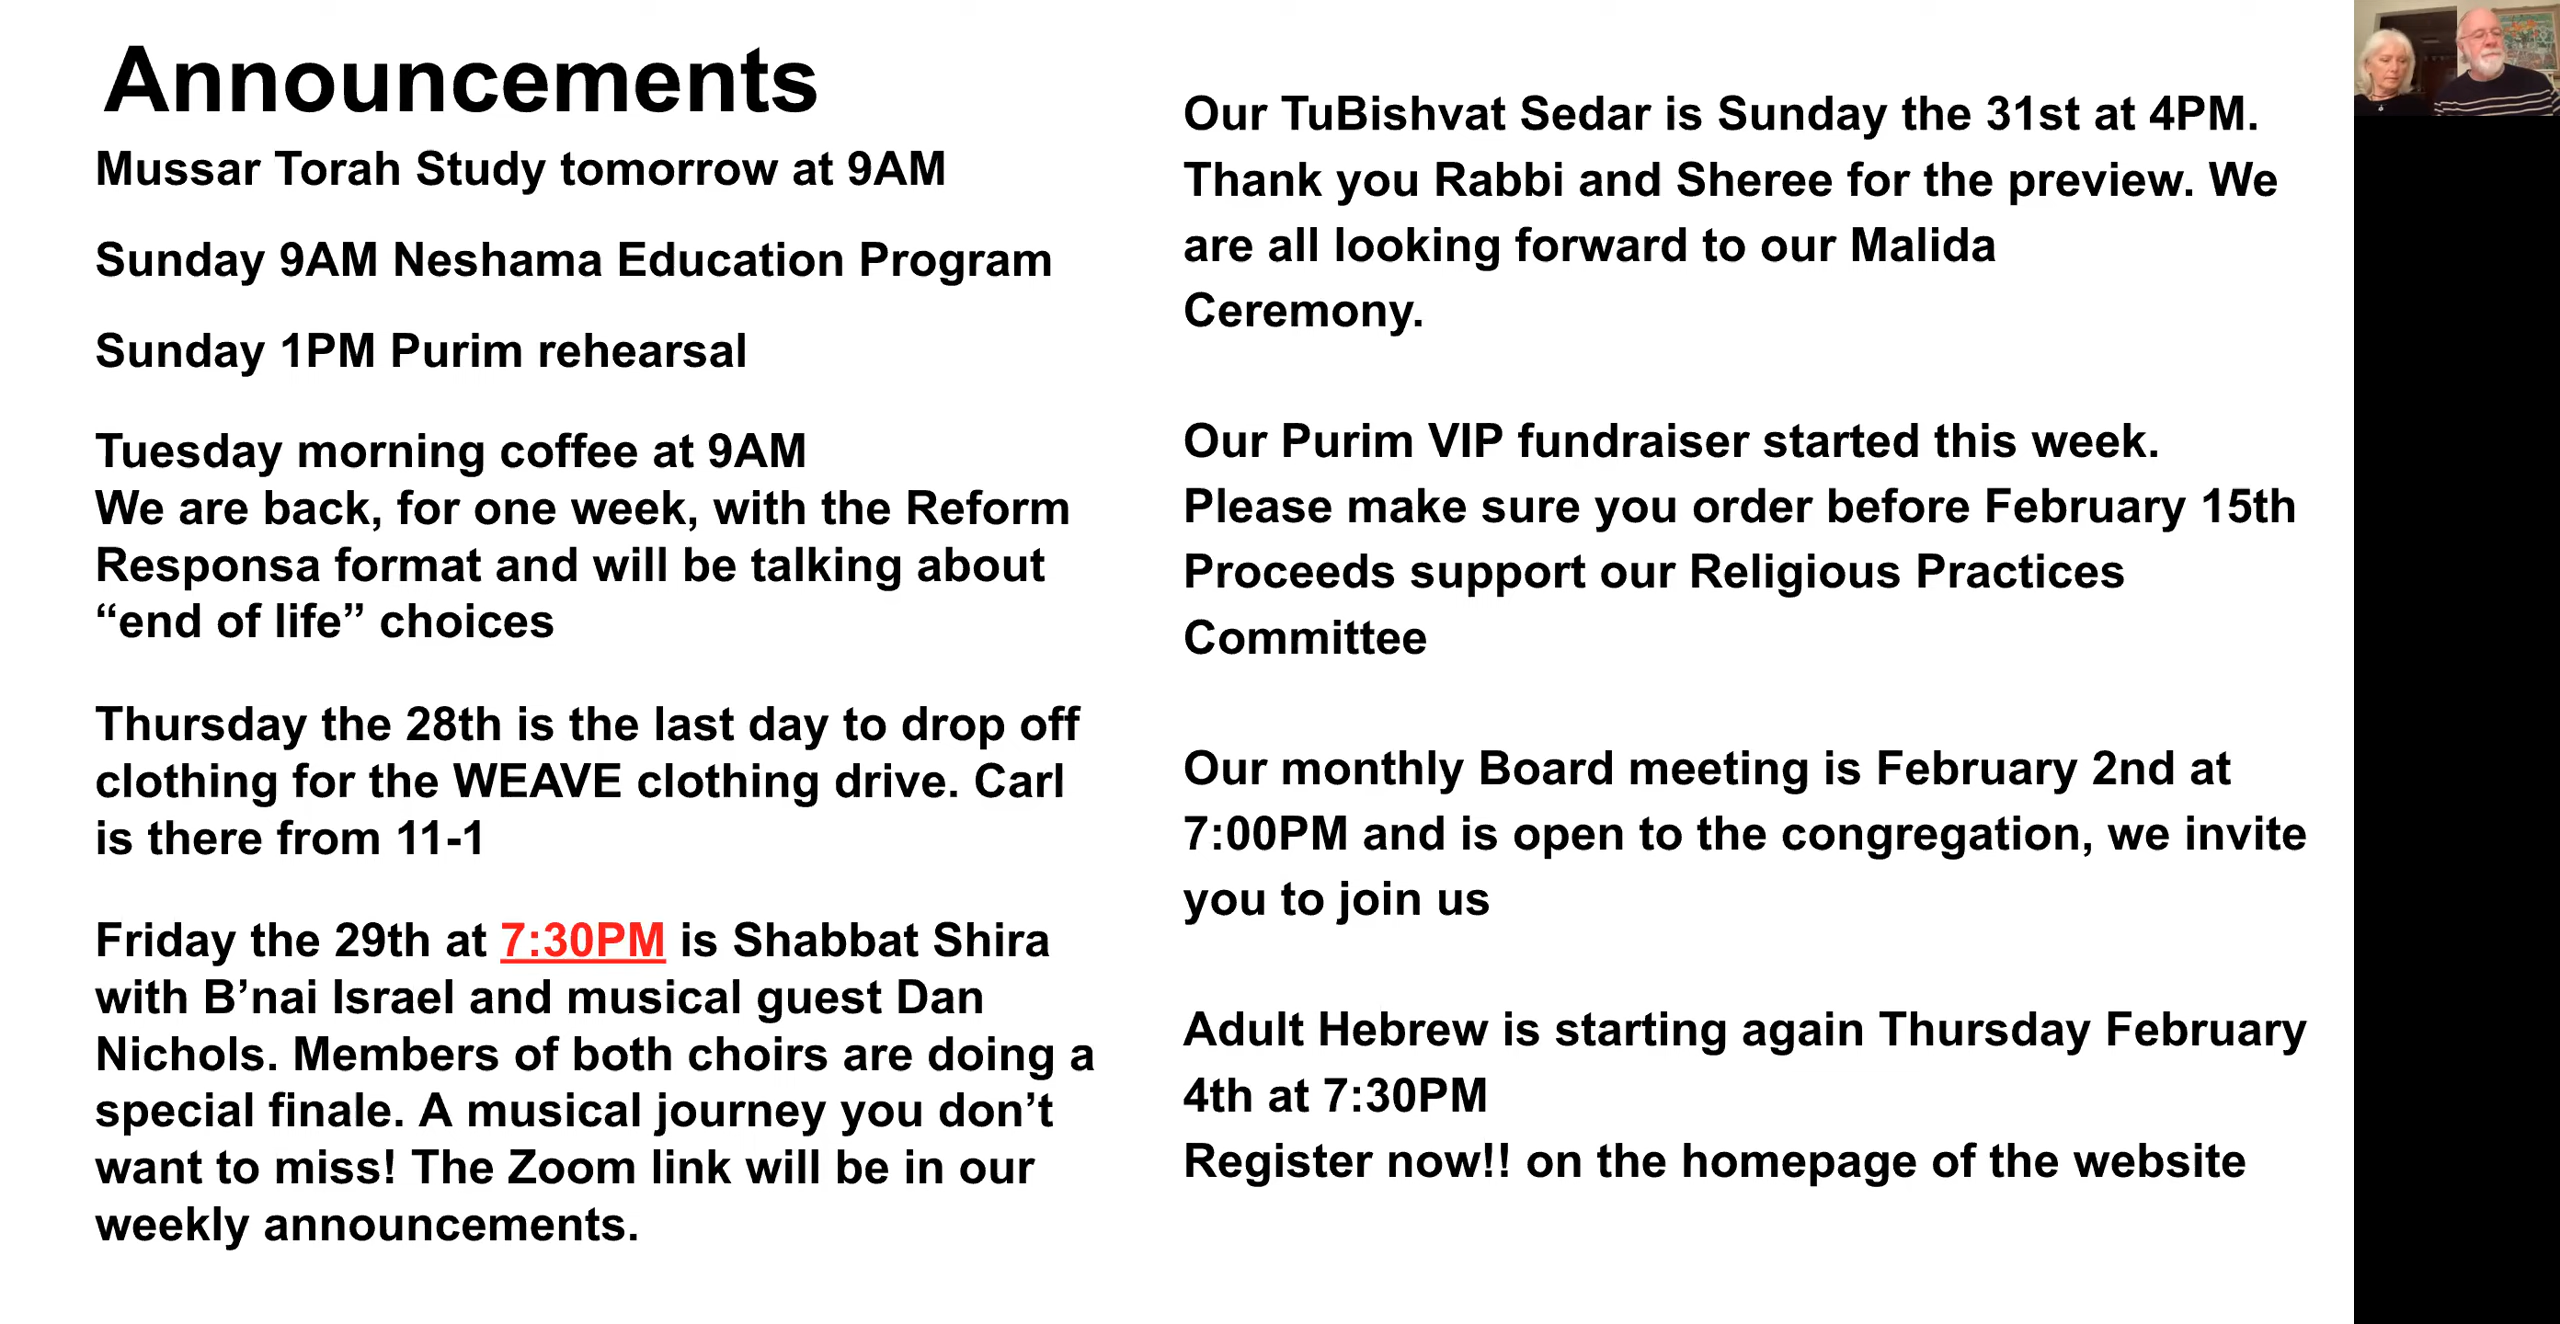 Announcements
Mussar Torah Study tomorrow at 9AM
Sunday 9AM Neshama Education Program
Sunday 1PM Purim rehearsal
Tuesday morning coffee at 9AM
We are back, for one week, with the Reform
Responsa format and will be talking about
“end of life” choices
Thursday the 28th is the last day to drop off
clothing for the WEAVE clothing drive. Carl
is there from 11-1
Friday the 29th at 7:30PM is Shabbat Shira
with B’nai Israel and musical guest Dan
Nichols. Members of both choirs are doing a
special finale. A musical journey you don’t
want to miss! The Zoom link will be in our
weekly announcements.
Our TuBishvat Sedar is Sunday the 31st at 4PM.
Thank you Rabbi and Sheree for the preview. We
are all looking forward to our Malida
Ceremony.
Our Purim VIP fundraiser started this week.
Please make sure you order before February 15th
Proceeds support our Religious Practices
Committee
Our monthly Board meeting is February 2nd at
7:00PM and is open to the congregation, we invite
you to join us
Adult Hebrew is starting again Thursday February
4th at 7:30PM
Register now!! on the homepage of the website